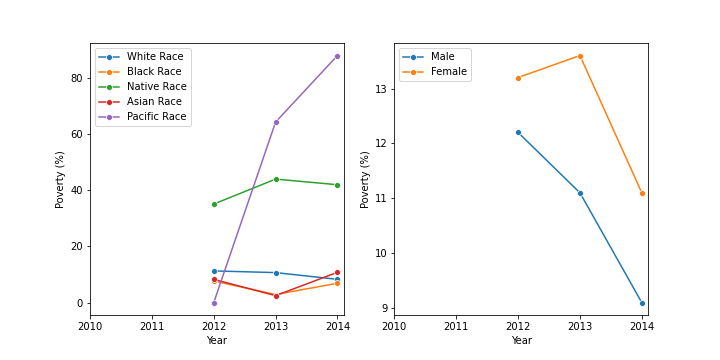 White Race
Black Race
Native Race
Asian Race
Pacific Race
80
60
40
20
0
Poverty (%)
2010 2011 2012 2013 2014
Year
Male
Female
13
12
11
10
9
Poverty (%)
2010 2011 2012 2013 2014
Year